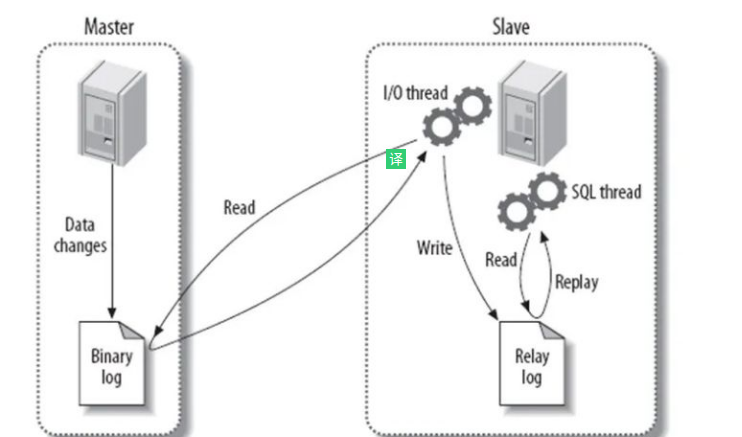 Master
Slave
I/O thread
译
SQL thread
Read
Data
changes
Write
Read
Replay
Binary
log
Relay
log